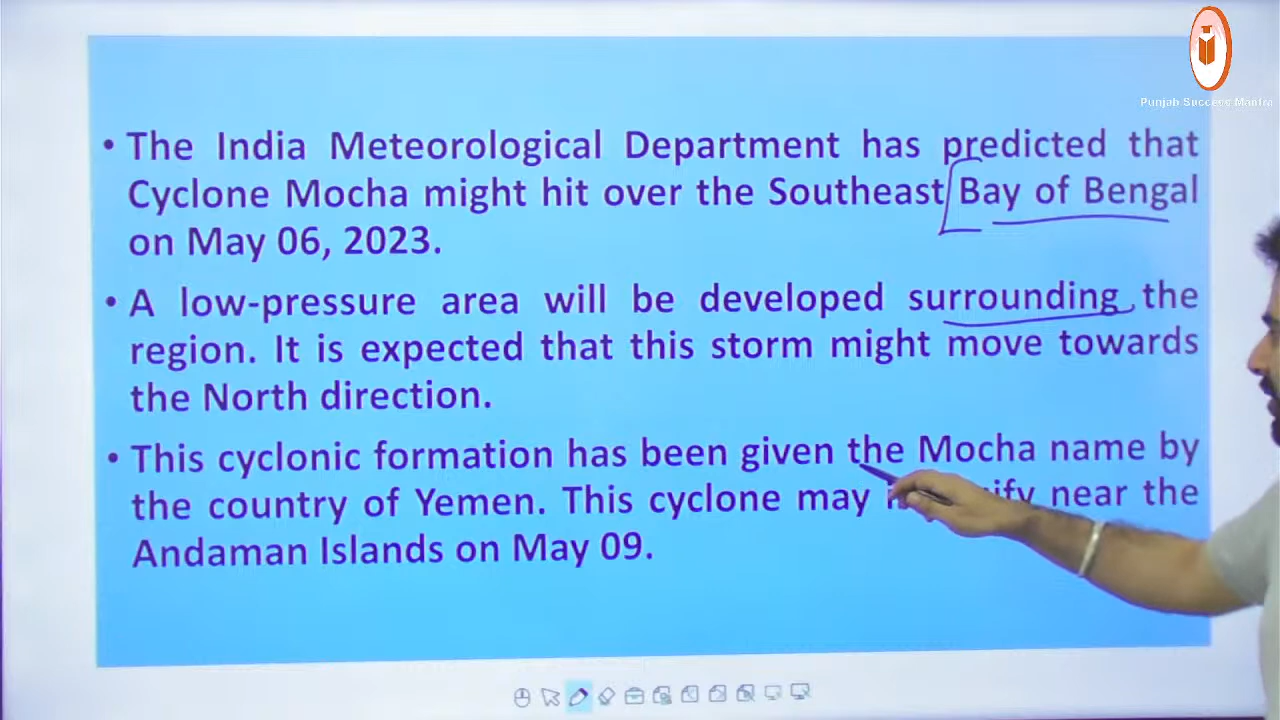 Punjab Success Mantra
• The India Meteorological Department has predicted that
Cyclone Mocha might hit over the Southeast Bay of Bengal
on May 06, 2023.
• A low-pressure area will be developed surrounding the
region. It is expected that this storm might move towards
the North direction.
• This cyclonic formation has been given the Mocha name by
the country of Yemen. This cyclone may near the
Andaman Islands on May 09.